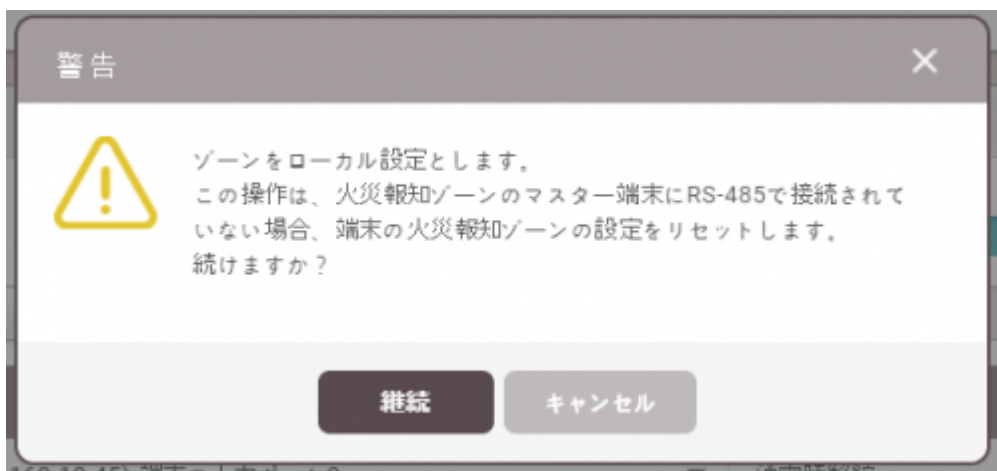 警告
ゾーンをローカル設定とします。
この操作は、火災報知ゾーンのマスター端末にRS-485で接続されて
いない場合、端末の火災報知ゾーンの設定をリセットします。
続けますか？
継続
キャンセル